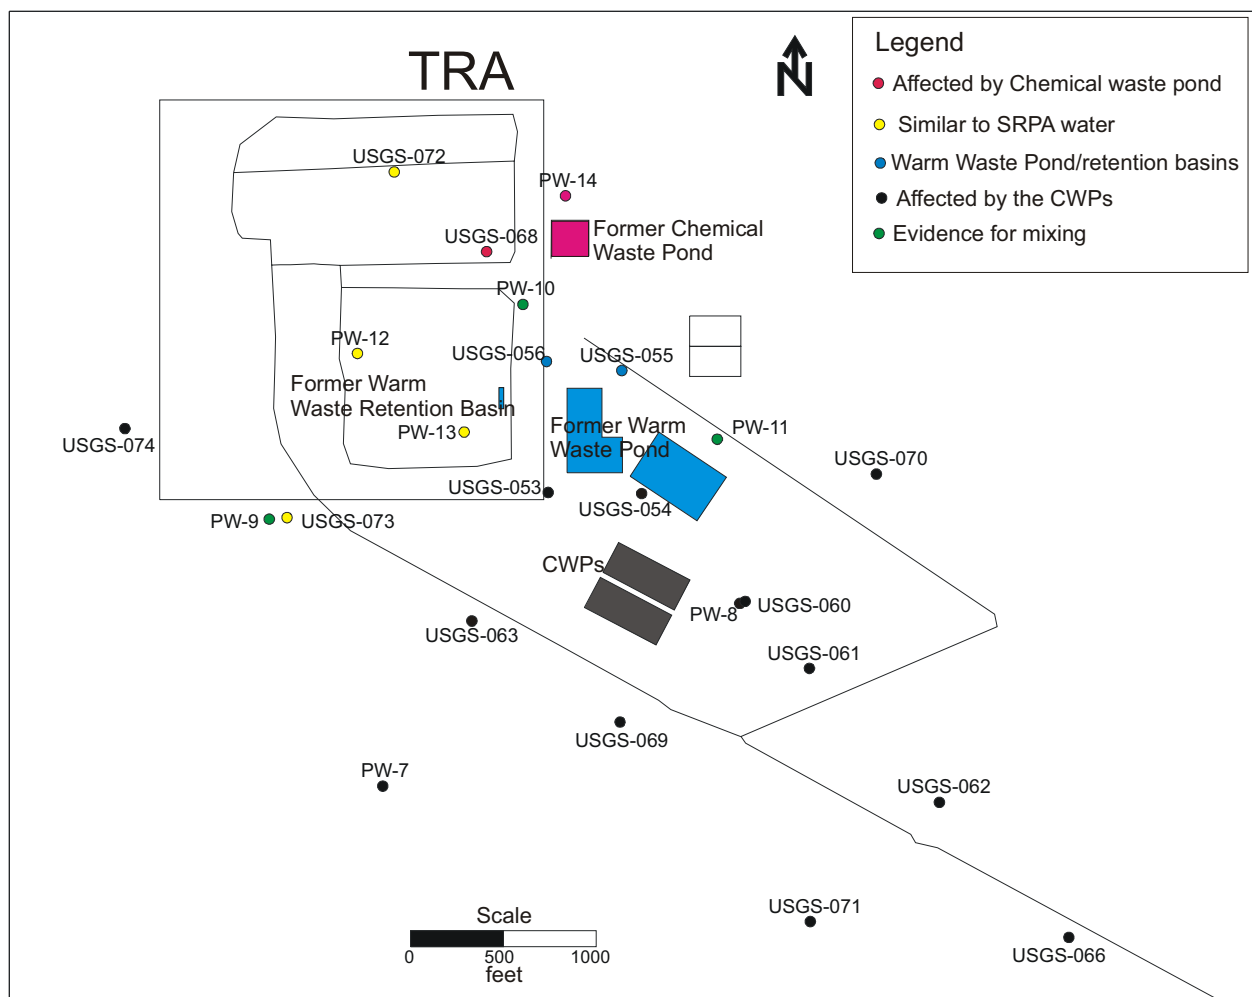 TRA
N
Legend
Affected by Chemical waste pond
Similar to SRPA water
Warm Waste Pond/retention basins
Affected by the CWPs
Evidence for mixing
USGS-072
PW-14
USGS-068
Former Chemical
Waste Pond
PW-10
PW-12
USGS-056
USGS-055
Former Warm
Waste Retention Basin
PW-13
Former Warm
Waste Pond
PW-11
USGS-074
USGS-070
USGS-053
USGS-054
PW-9
USGS-073
CWPs
PW-8
USGS-060
USGS-063
USGS-061
USGS-069
PW-7
USGS-062
USGS-071
USGS-066
Scale
0 500 1000
feet